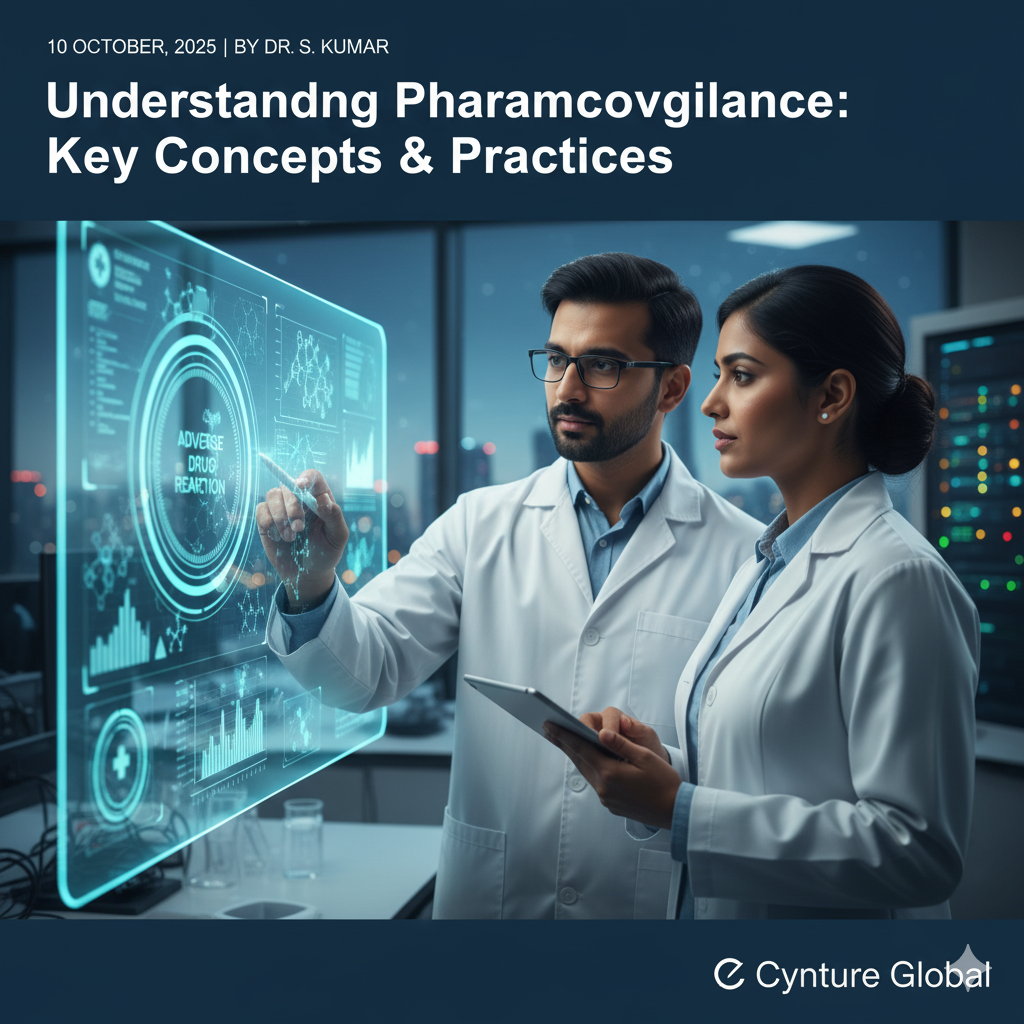 10 OCTOBER, 2025 | BY DR. S. KUMAR
Understandng Pharamcovgilance:
Key Concepts & Practices
ADVERSE
DRUG
REACTION
Cynture Global